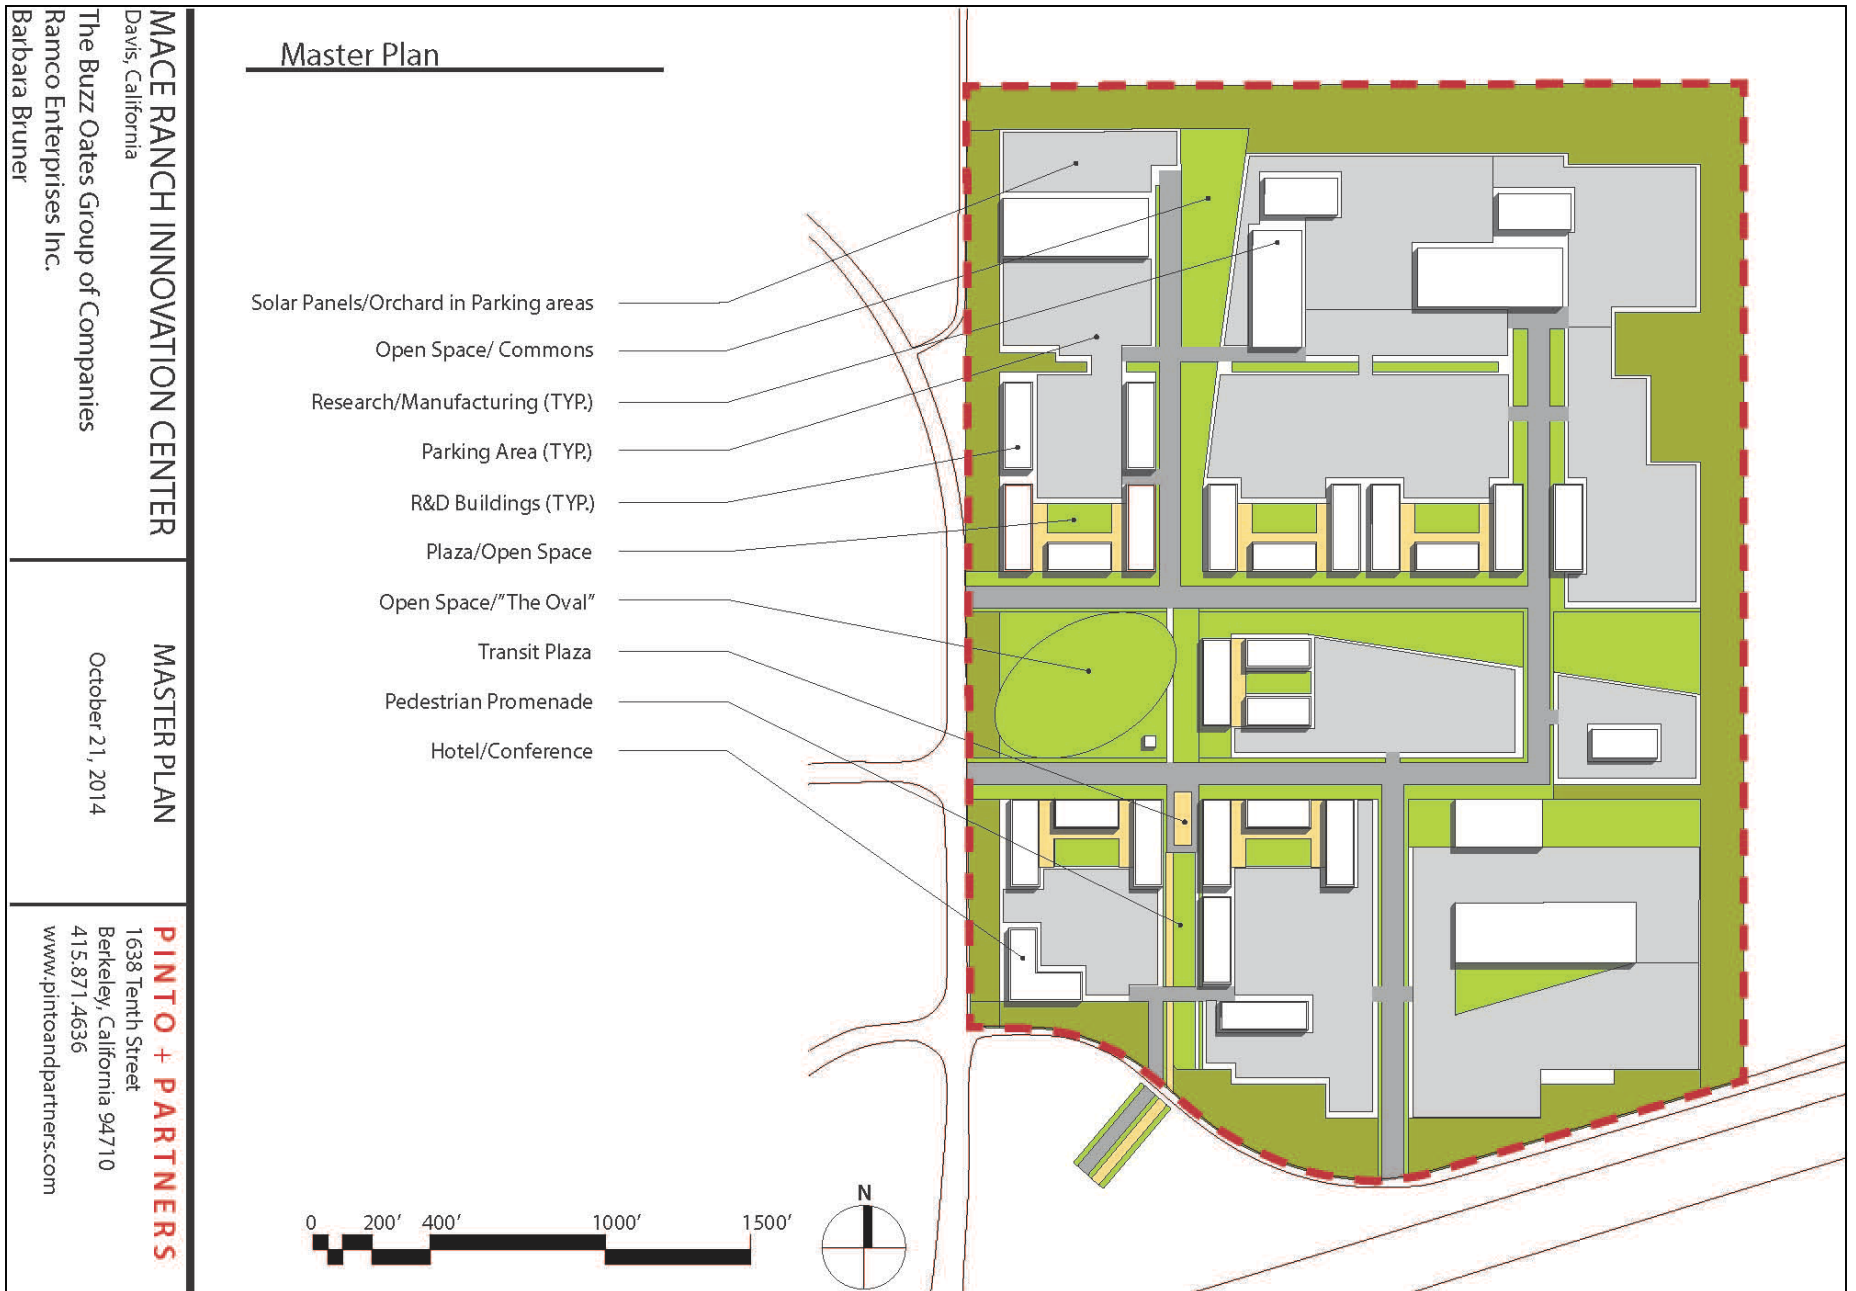 MACE RANCH INNOVATION CENTER
Davis, California
The Buzz Oates Group of Companies
Ramco Enterprises Inc.
Barbara Bruner
MASTER PLAN
October 21, 2014
PINTO + PARTNERS
1638 Tenth Street
Berkeley, California 94710
415.871.4636
www.pintoandpartners.com
Master Plan
Solar Panels/Orchard in Parking areas
Open Space/ Commons
Research/Manufacturing (TYP.)
Parking Area (TYP.)
R&D Buildings (TYP.)
Plaza/Open Space
Open Space/"The Oval"
Transit Plaza
Pedestrian Promenade
Hotel/Conference
0 200' 400' 1000' 1500'
N